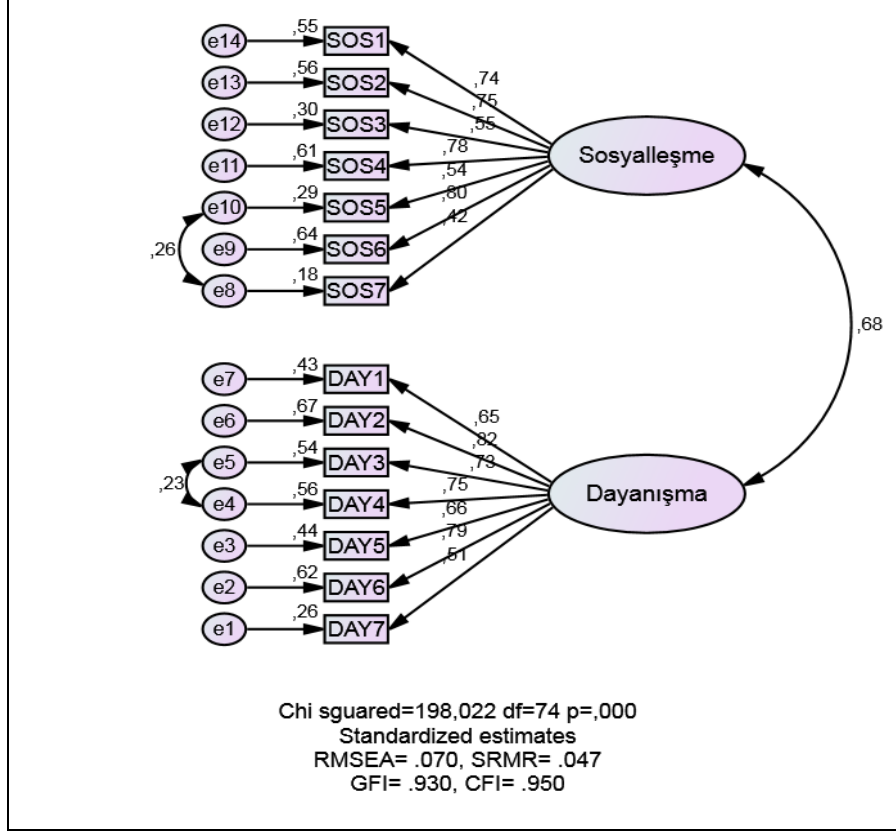 e14 ,55 SOS1
,74
e13 ,56 SOS2
,75
e12 ,30 SOS3
,55
Sosyalleşme
e11 ,61 SOS4
,78
e10 ,29 SOS5
,54
e9 ,64 SOS6
,80
e8 ,18 SOS7
,42
,26
,68
e7 ,43 DAY1
,65
e6 ,67 DAY2
,82
e5 ,54 DAY3
,73
Dayanışma
e4 ,56 DAY4
,75
e3 ,44 DAY5
,66
e2 ,62 DAY6
,79
e1 ,26 DAY7
,51
,23
Chi sguared=198,022 df=74 p=,000
Standardized estimates
RMSEA= .070, SRMR= .047
GFI= .930, CFI= .950